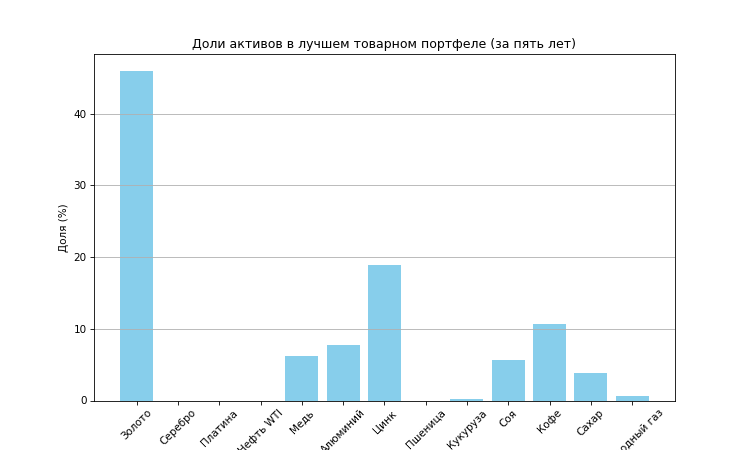 Доли активов в лучшем товарном портфеле (за пять лет)
Доля (%)
40
30
20
10
0
Золото
Серебро
Платина
Нефть WTI
Медь
Алюминий
Цинк
Пшеница
Кукуруза
Соя
Кофе
Сахар
газ